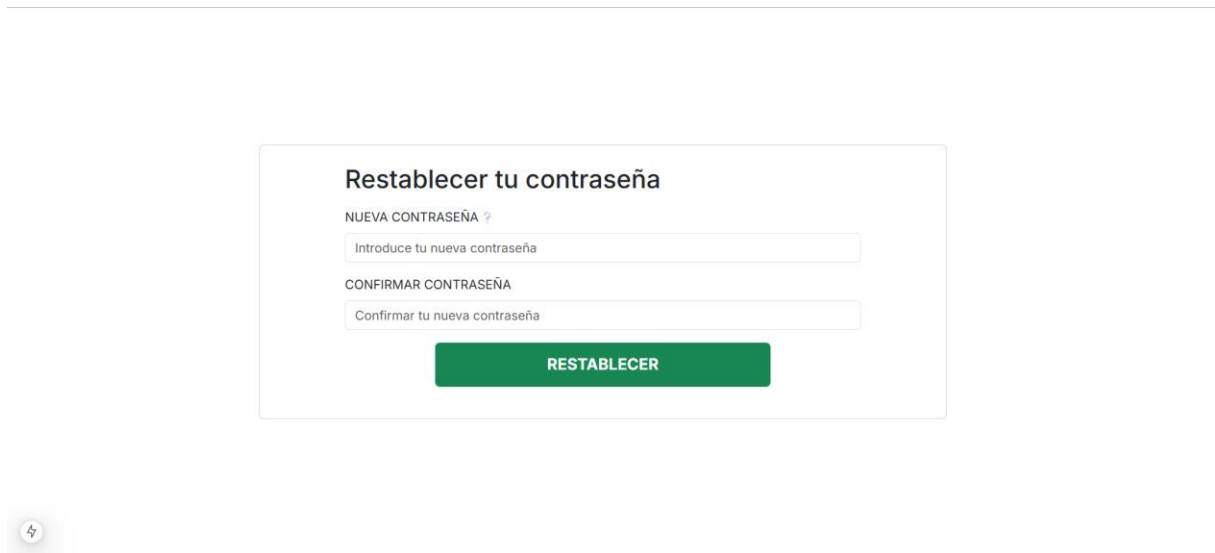 Restablecer tu contraseña
NUEVA CONTRASEÑA ?
Introduce tu nueva contraseña
CONFIRMAR CONTRASEÑA
Confirmar tu nueva contraseña
RESTABLECER